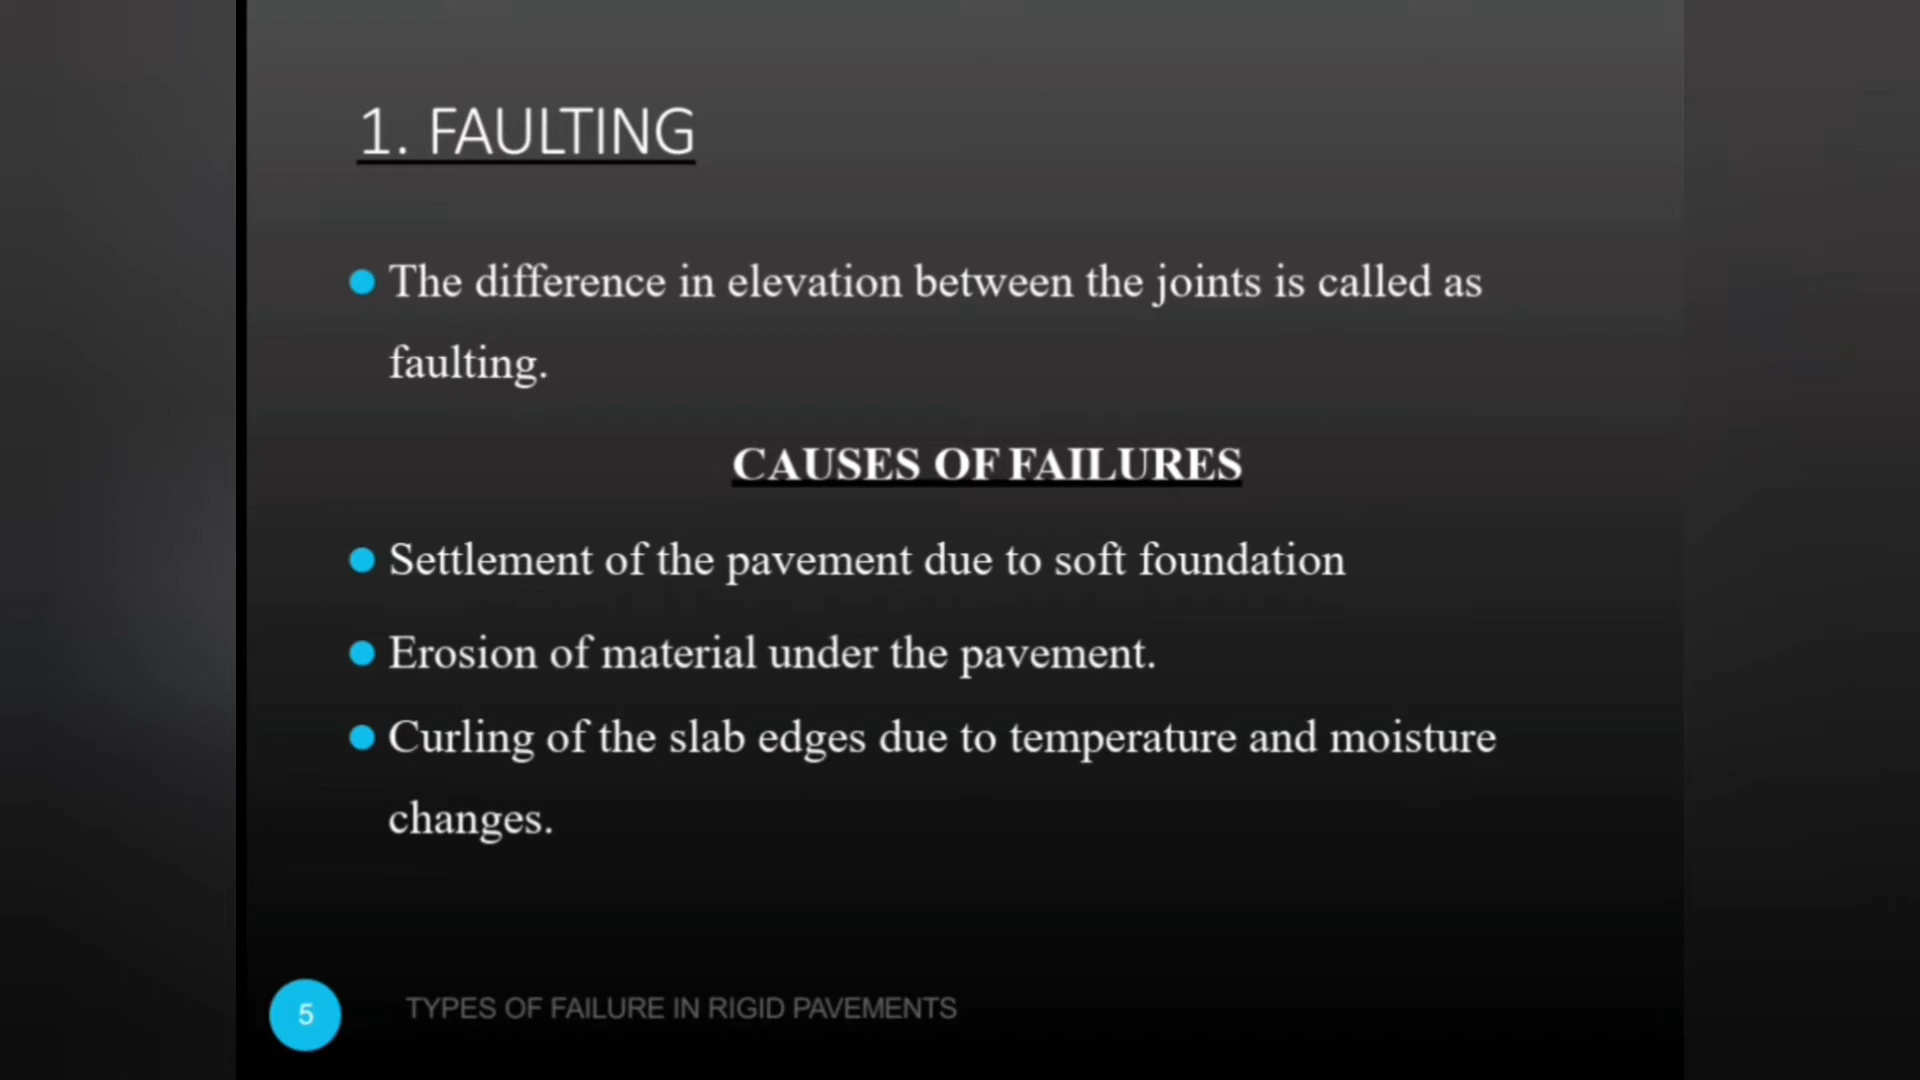 1. FAULTING
The difference in elevation between the joints is called as
faulting.
CAUSES OF FAILURES
Settlement of the pavement due to soft foundation
Erosion of material under the pavement.
Curling of the slab edges due to temperature and moisture
changes.
5 TYPES OF FAILURE IN RIGID PAVEMENTS